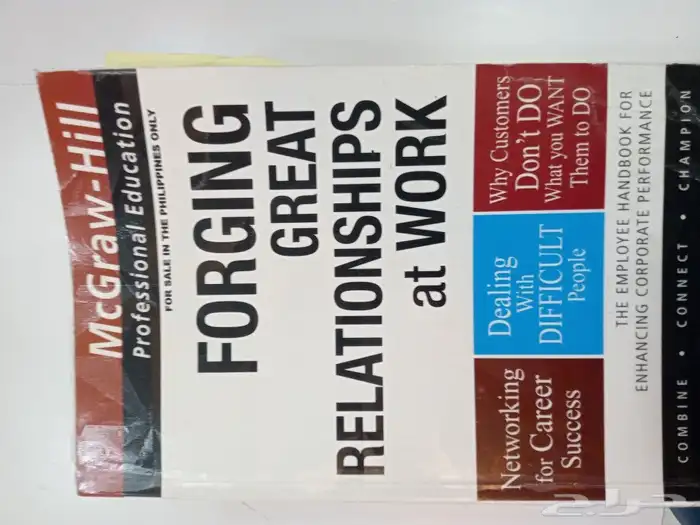 McGraw-Hill
Professional Education
FOR SALE IN THE PHILIPPINES ONLY
FORGING
GREAT
RELATIONSHIPS
at WORK
Networking
for Career
Success
Dealing
With
DIFFICULT
People
Why Customers
Don't DO
What you WANT
Them to DO
THE EMPLOYEE HANDBOOK FOR
ENHANCING CORPORATE PERFORMANCE
COMBINE • CONNECT • CHAMPION
حراج